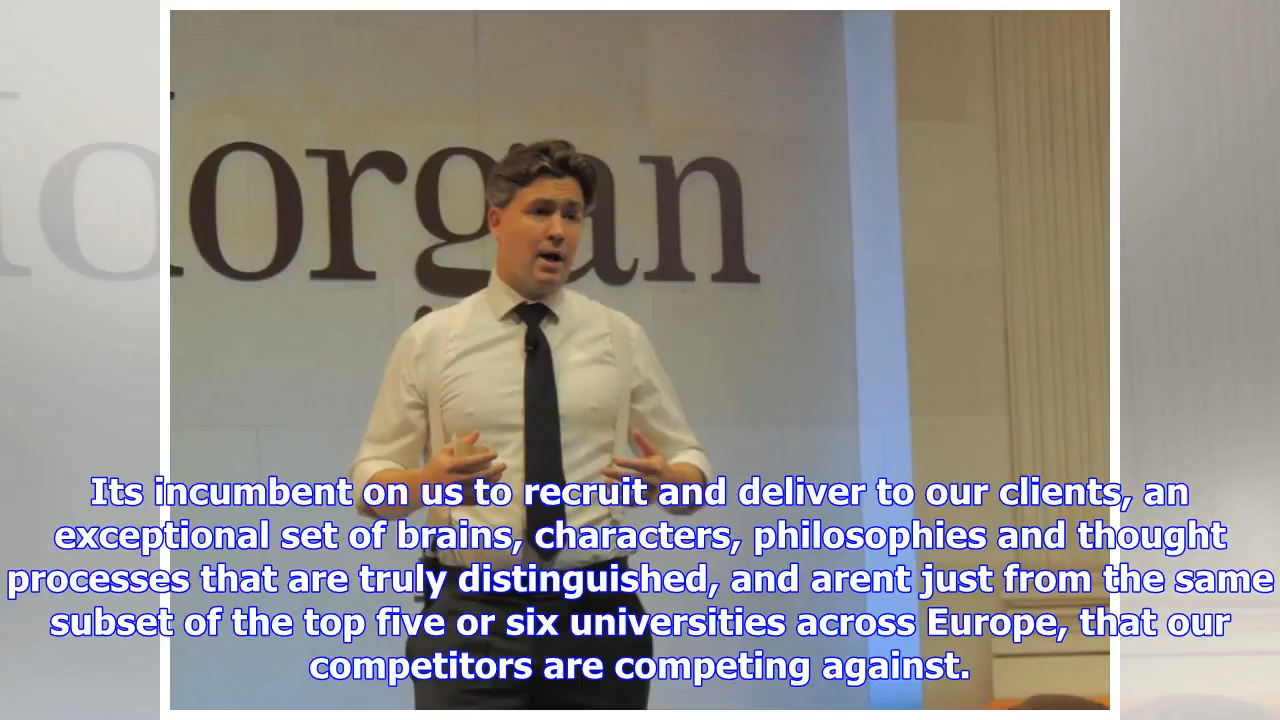 organ
Its incumbent on us to recruit and deliver to our clients, an
exceptional set of brains, characters, philosophies and thought
processes that are truly distinguished, and arent just from the same
subset of the top five or six universities across Europe, that our
competitors are competing against.